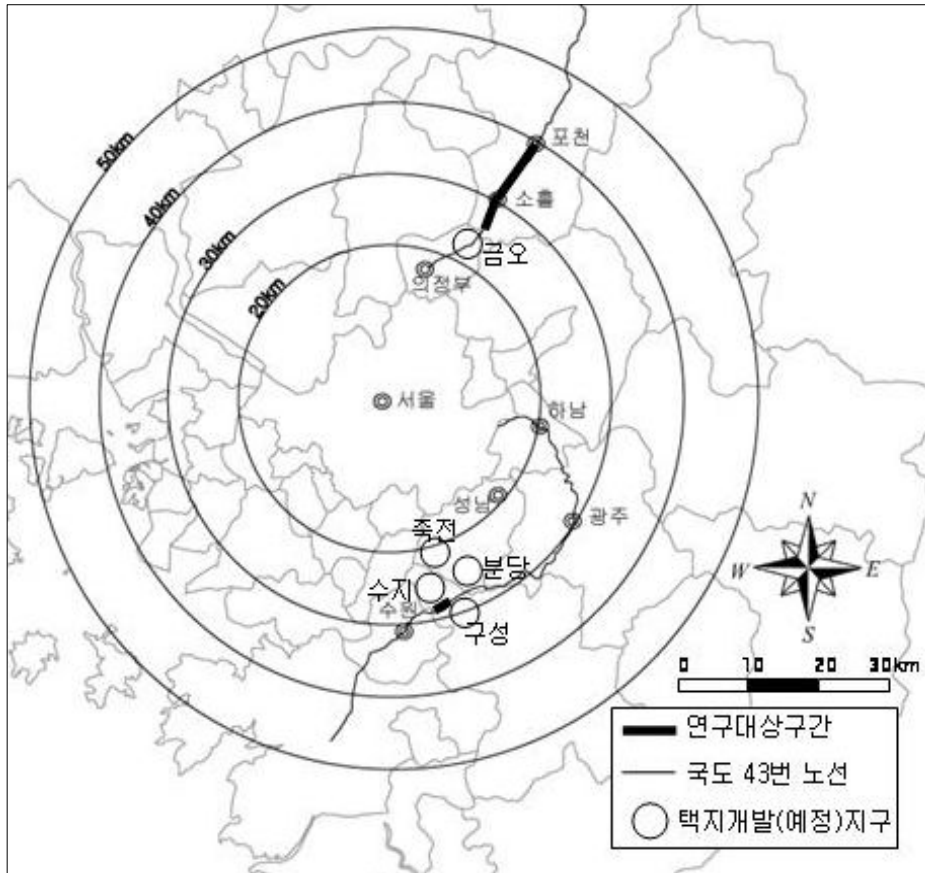 포천
50km
소흘
40km
30km
금오
의정부
20km
서울
하남
성남
광주
죽전
분당
수지
수원
구성
N
W E
S
0 10 20 30km
연구대상구간
국도 43번 노선
택지개발(예정)지구